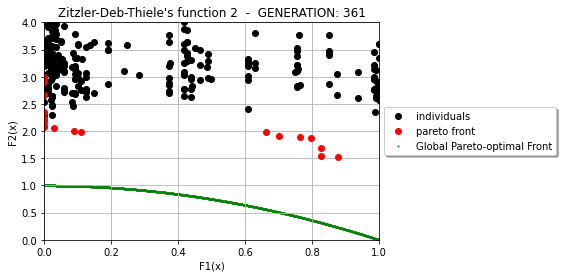 Zitzler-Deb-Thiele's function 2 - GENERATION: 361
4.0
3.5
3.0
2.5
2.0
1.5
1.0
0.5
0.0
F2(x)
0.0 0.2 0.4 0.6 0.8 1.0
F1(x)
individuals
pareto front
Global Pareto-optimal Front